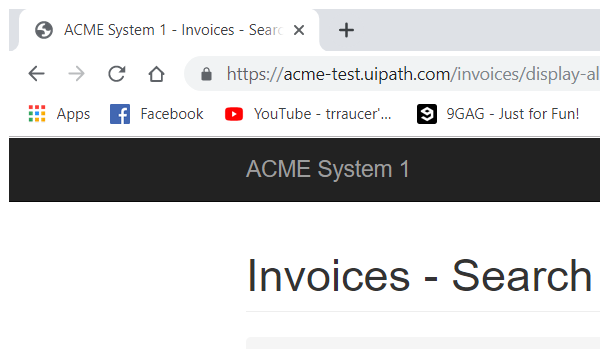 ACME System 1 - Invoices - Searc
https://acme-test.uipath.com/invoices/display-al
Apps Facebook YouTube - trraucer'... 9GAG - Just for Fun!
ACME System 1
Invoices - Search